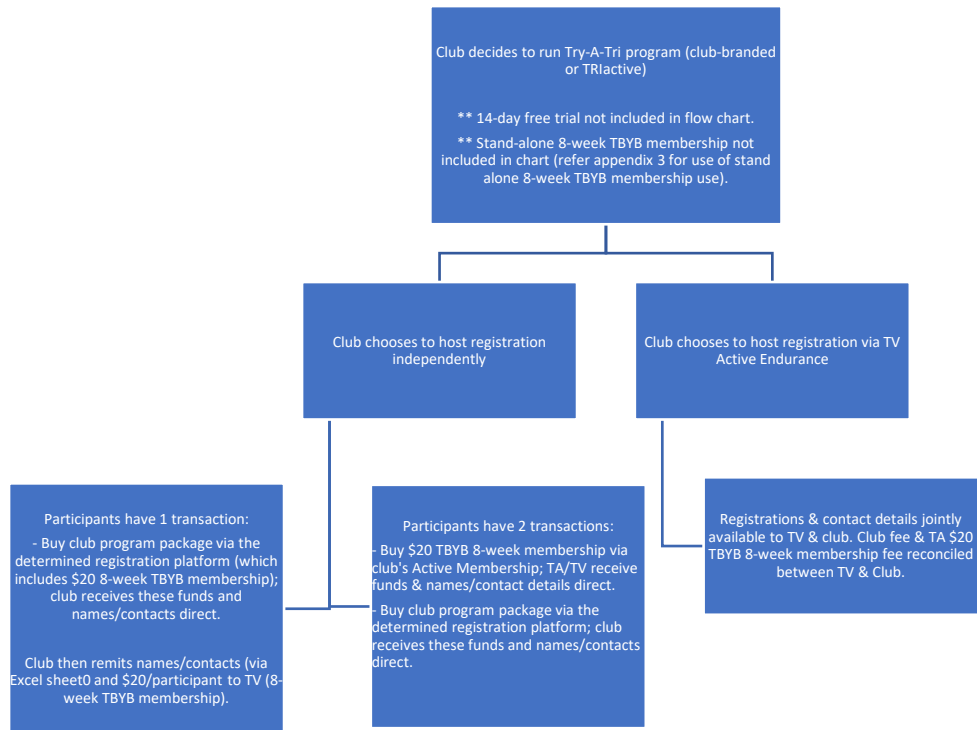 Club decides to run Try-A-Tri program (club-branded
or TRIactive)
** 14-day free trial not included in flow chart.
** Stand-alone 8-week TBYB membership not
included in chart (refer appendix 3 for use of stand
alone 8-week TBYB membership use).
Club chooses to host registration
independently
Club chooses to host registration via TV
Active Endurance
Participants have 1 transaction:
- Buy club program package via the
determined registration platform (which
includes $20 8-week TBYB membership);
club receives these funds and
names/contacts direct.
Club then remits names/contacts (via
Excel sheet0 and $20/participant to TV (8-
week TBYB membership).
Participants have 2 transactions:
- Buy $20 TBYB 8-week membership via
club's Active Membership; TA/TV receive
funds & names/contact details direct.
- Buy club program package via the
determined registration platform; club
receives these funds and names/contacts
direct.
Registrations & contact details jointly
available to TV & club. Club fee & TA $20
TBYB 8-week membership fee reconciled
between TV & Club.